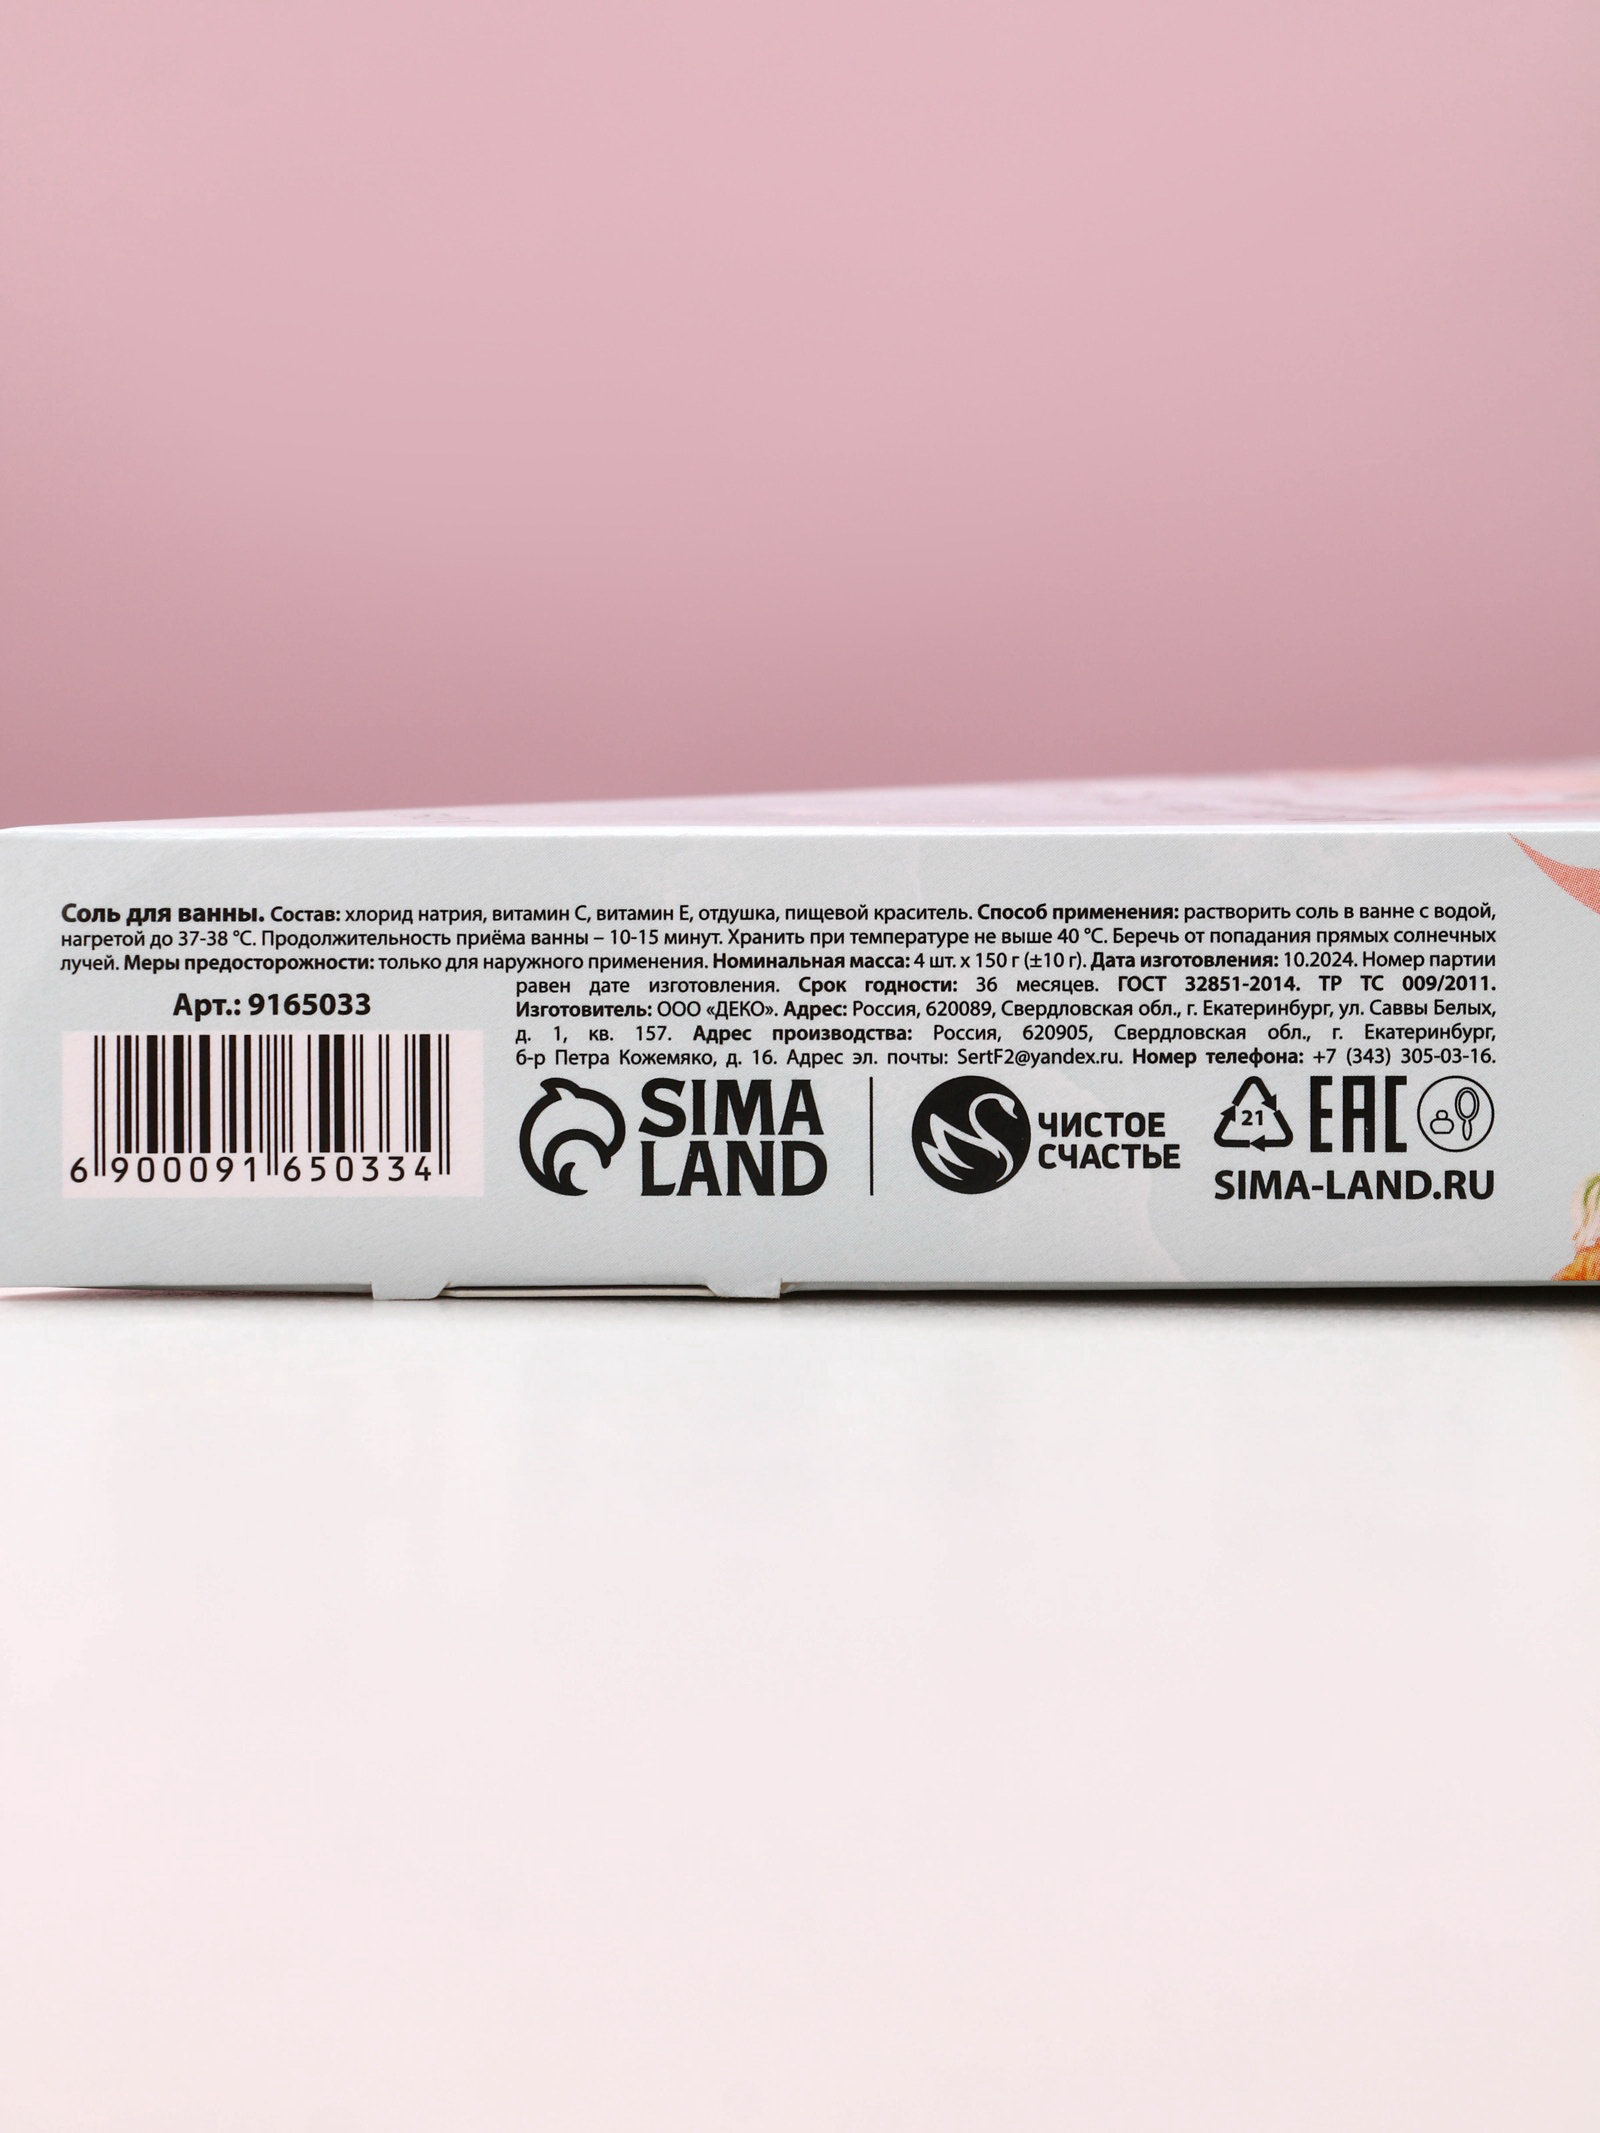 Соль для ванны. Состав: хлорид натрия, витамин С, витамин Е, отдушка, пищевой краситель. Способ применения: растворить соль в ванне с водой,
нагретой до 37-38 °С. Продолжительность приёма ванны – 10-15 минут. Хранить при температуре не выше 40 °С. Беречь от попадания прямых солнечных
лучей. Меры предосторожности: только для наружного применения. Номинальная масса: 4 шт. х 150 г (±10 г). Дата изготовления: 10.2024. Номер партии
равен дате изготовления. Срок годности: 36 месяцев. ГОСТ 32851-2014. ТР ТС 009/2011.
Изготовитель: ООО «ДЕКО». Адрес: Россия, 620089, Свердловская обл., г. Екатеринбург, ул. Саввы Белых,
д. 1, кв. 157. Адрес производства: Россия, 620905, Свердловская обл., г. Екатеринбург,
б-р Петра Кожемяко, д. 16. Адрес эл. почты: SertF2@yandex.ru. Номер телефона: +7 (343) 305-03-16.
Арт.: 9165033
6 900091 650334
SIMA
LAND
ЧИСТОЕ
СЧАСТЬЕ
21
EAC
SIMA-LAND.RU